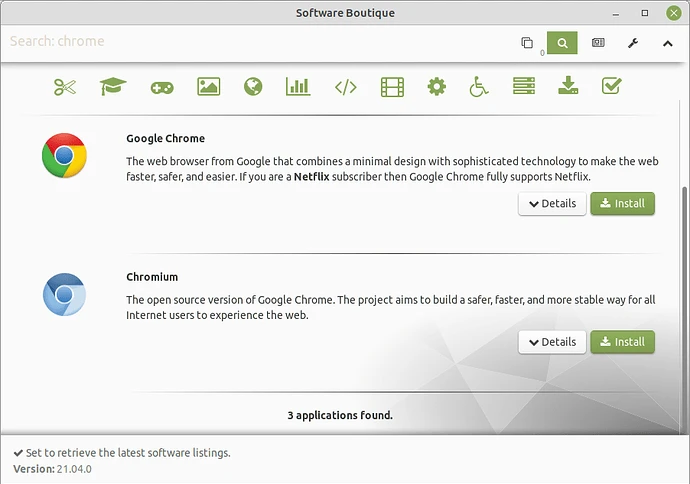 Software Boutique
Search: chrome
0
Google Chrome
The web browser from Google that combines a minimal design with sophisticated technology to make the web
faster, safer, and easier. If you are a Netflix subscriber then Google Chrome fully supports Netflix.
Details
Install
Chromium
The open source version of Google Chrome. The project aims to build a safer, faster, and more stable way for all
Internet users to experience the web.
Details
Install
3 applications found.
Set to retrieve the latest software listings.
Version: 21.04.0